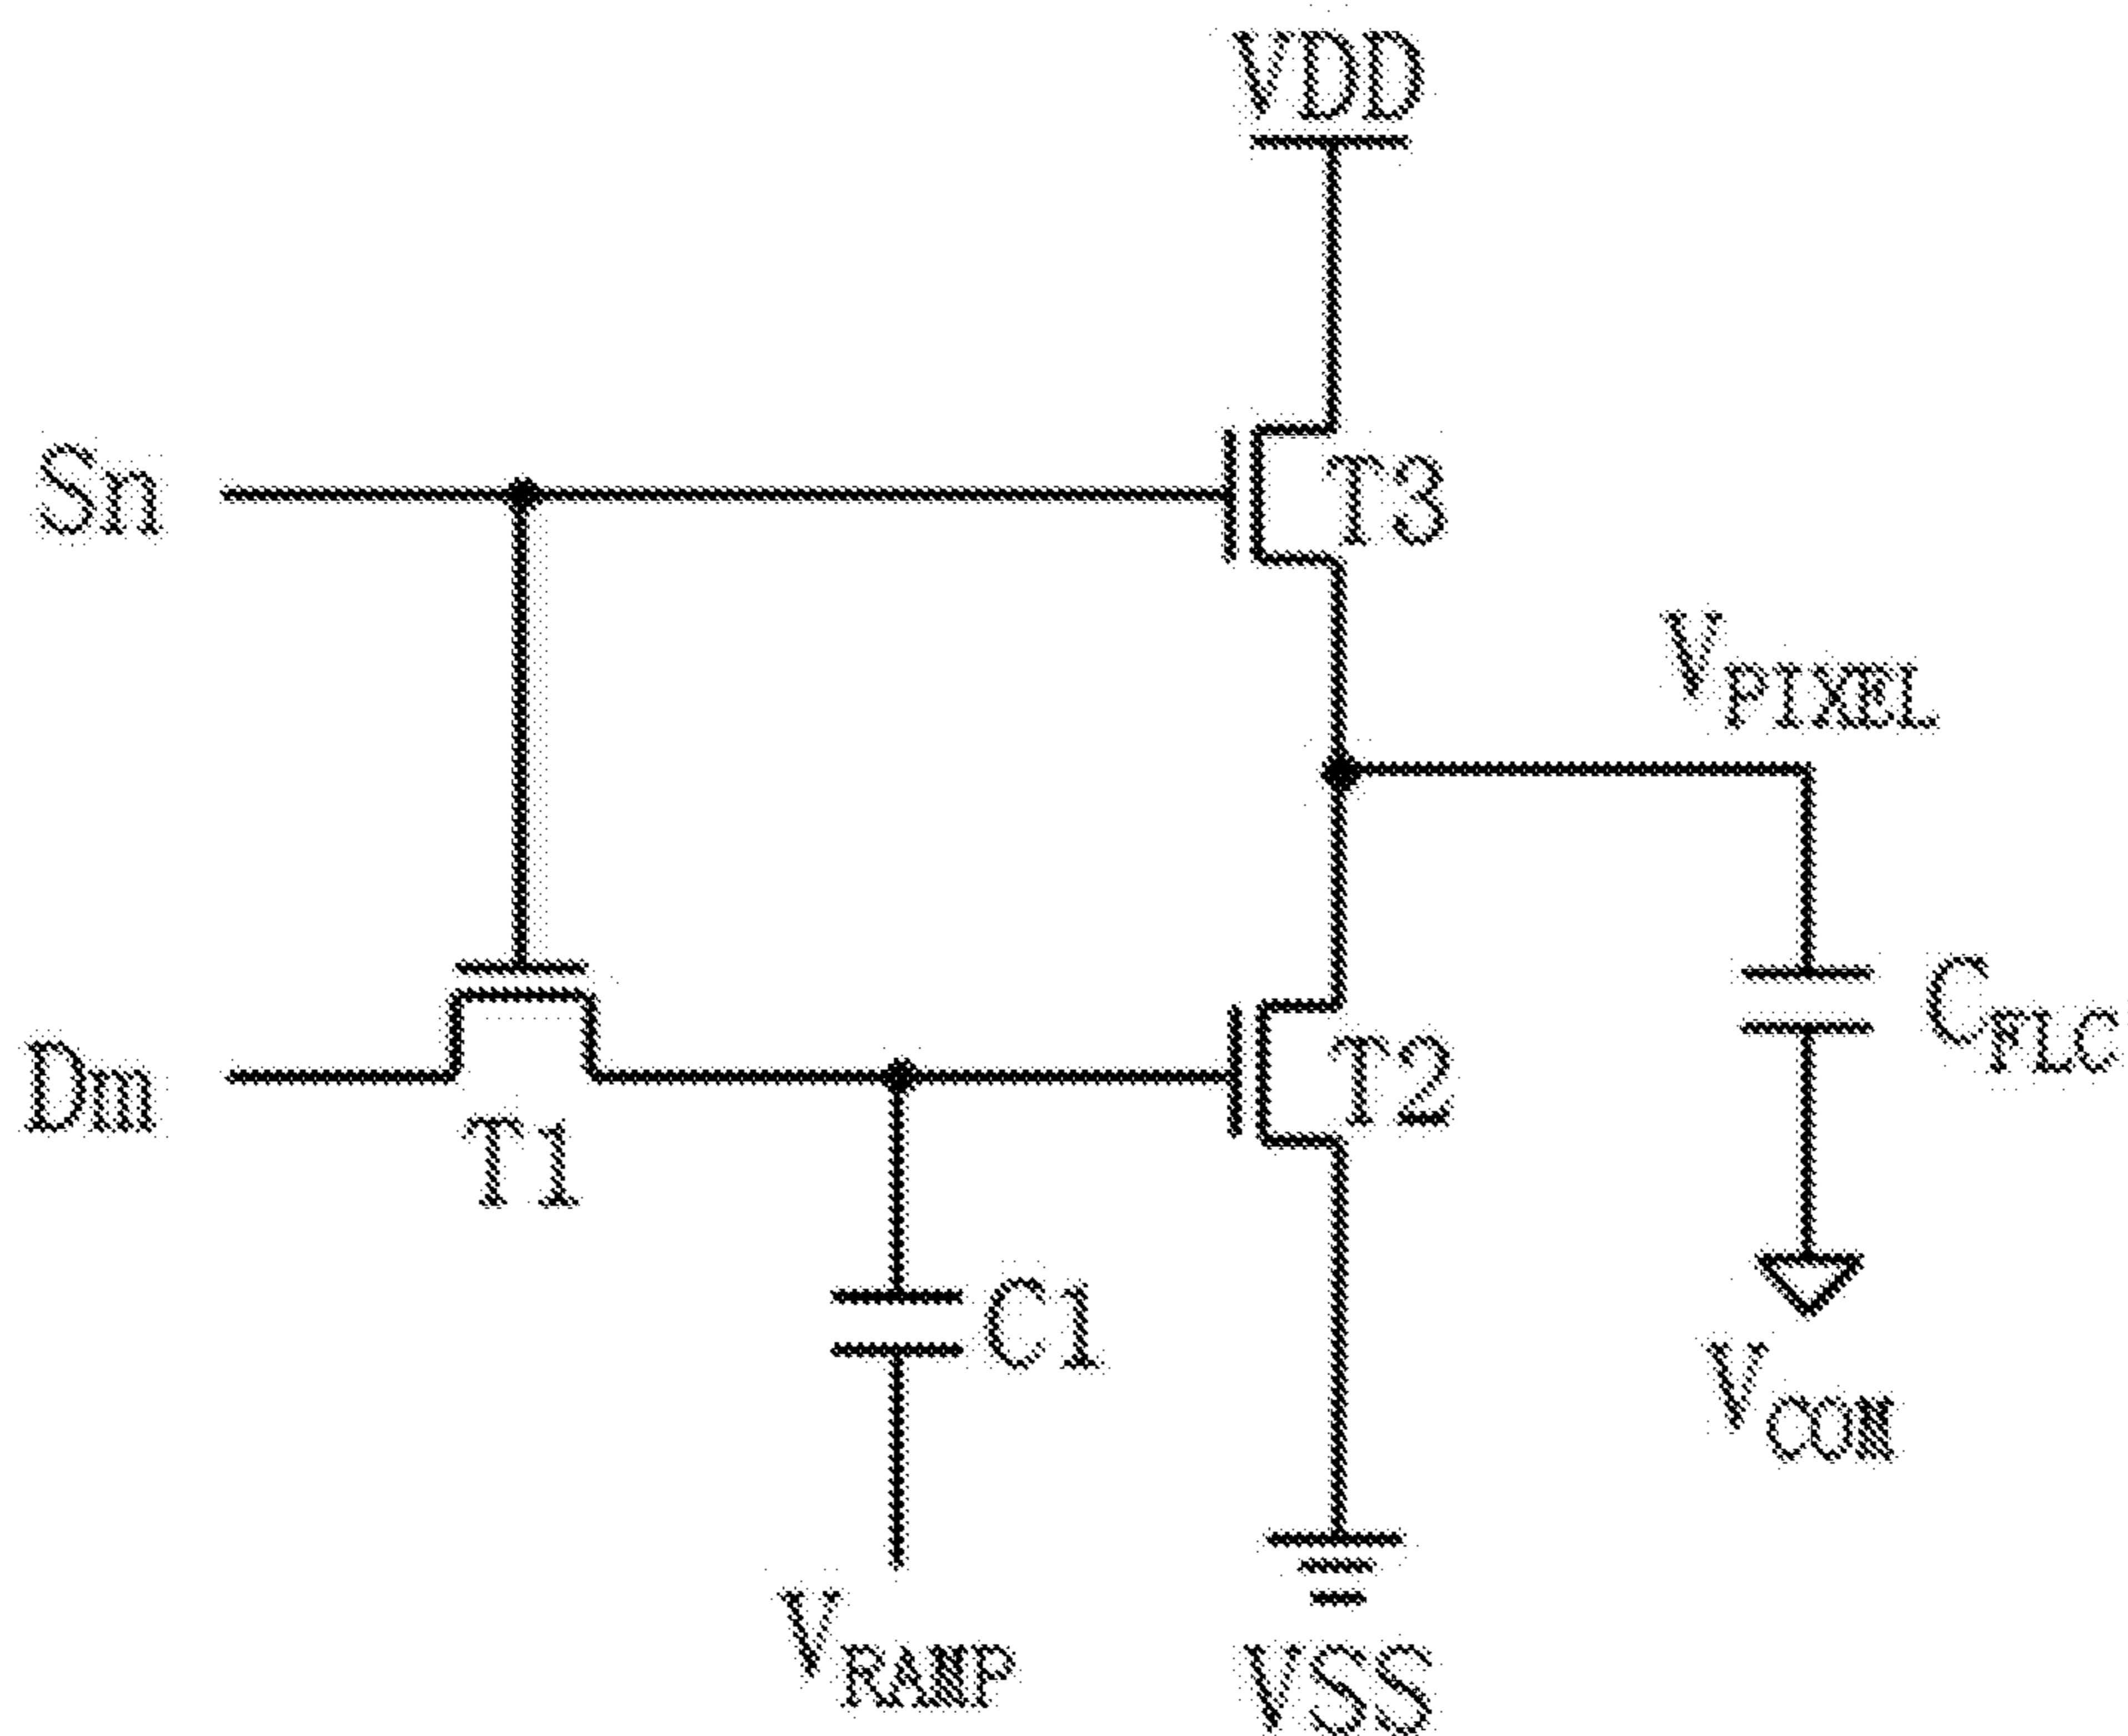 VDD
Sn
T3
VPIXEL
CFLC
Dm
T2
T1
C1
VCOM
VRAMP
VSS